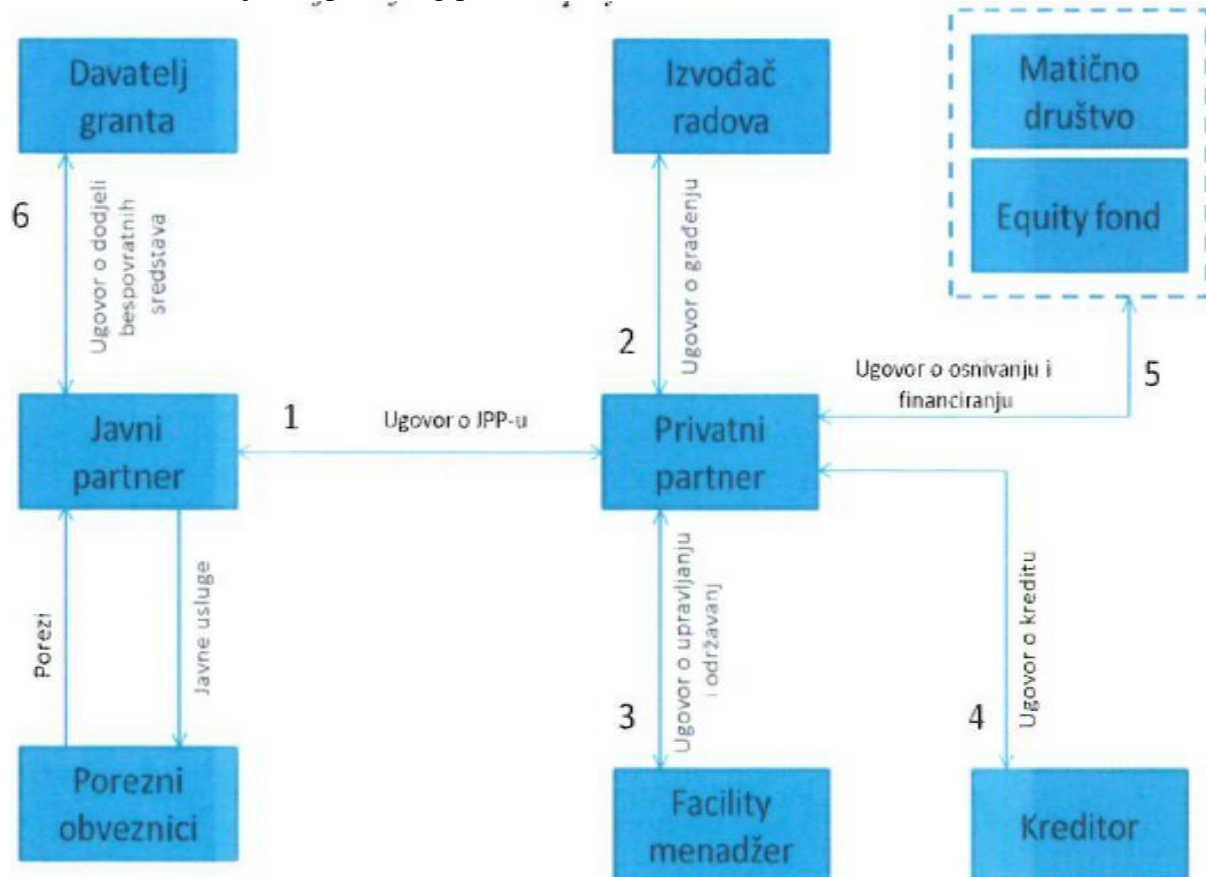 Davatelj
granta
Izvođač
radova
Matično
društvo
Equity fond
6
Ugovor o dodjeli
bespovratnih
sredstava
2
Ugovor o građenju
Ugovor o osnivanju i
financiranju
5
Javni
partner
1
Ugovor o JPP-u
Privatni
partner
Porezi
Javne usluge
3
Ugovor o upravljanju
i održavanj
4
Ugovor o kreditu
Porezni
obveznici
Facility
menadžer
Kreditor